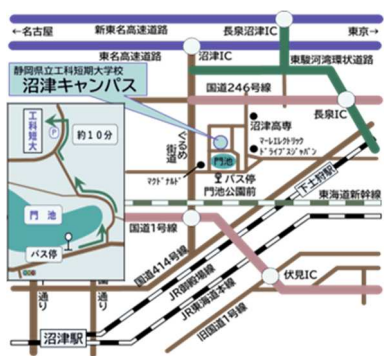 ←名古屋
新東名高速道路
長泉沼津IC
東京→
東名高速道路
沼津IC
東駿河湾環状道路
静岡県立工科短期大学校
沼津キャンパス
国道246号線
長泉IC
工科短大
P
約10分
ぐるめ街道
沼津高専
マーレエレクトリック
ドライブスジャパン
門池
マクドナルド
バス停
門池公園前
下土狩駅
東海道新幹線
門池
バス停
国道1号線
国道414号線
JR御殿場線
JR東海道本線
旧国道1号線
伏見IC
通り
通り
沼津駅